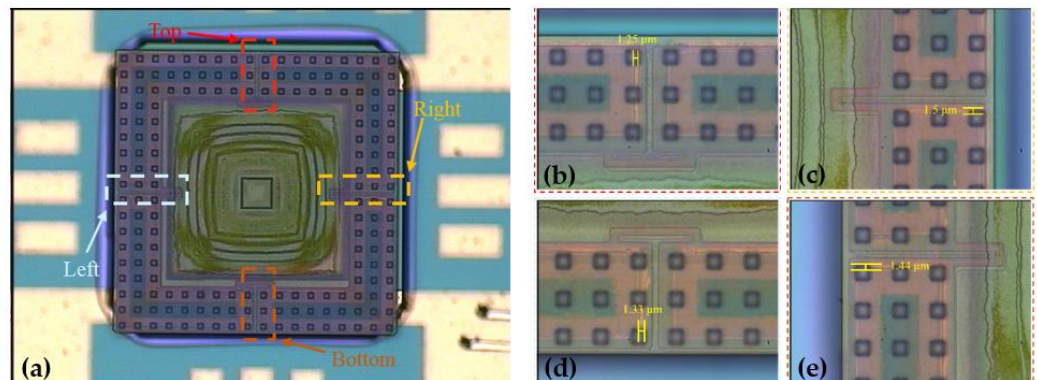 Top
Right
Left
Bottom
(a)
1.25 μm
(b)
1.5 μm
(c)
1.33 μm
(d)
1.44 μm
(e)